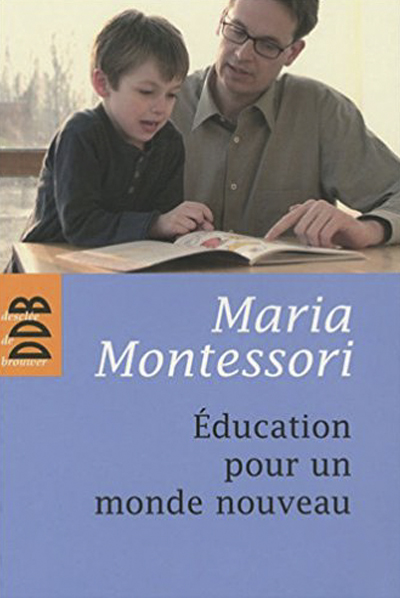 desclée
de
brouwer
DDB
Maria
Montessori
Éducation
pour un
monde nouveau